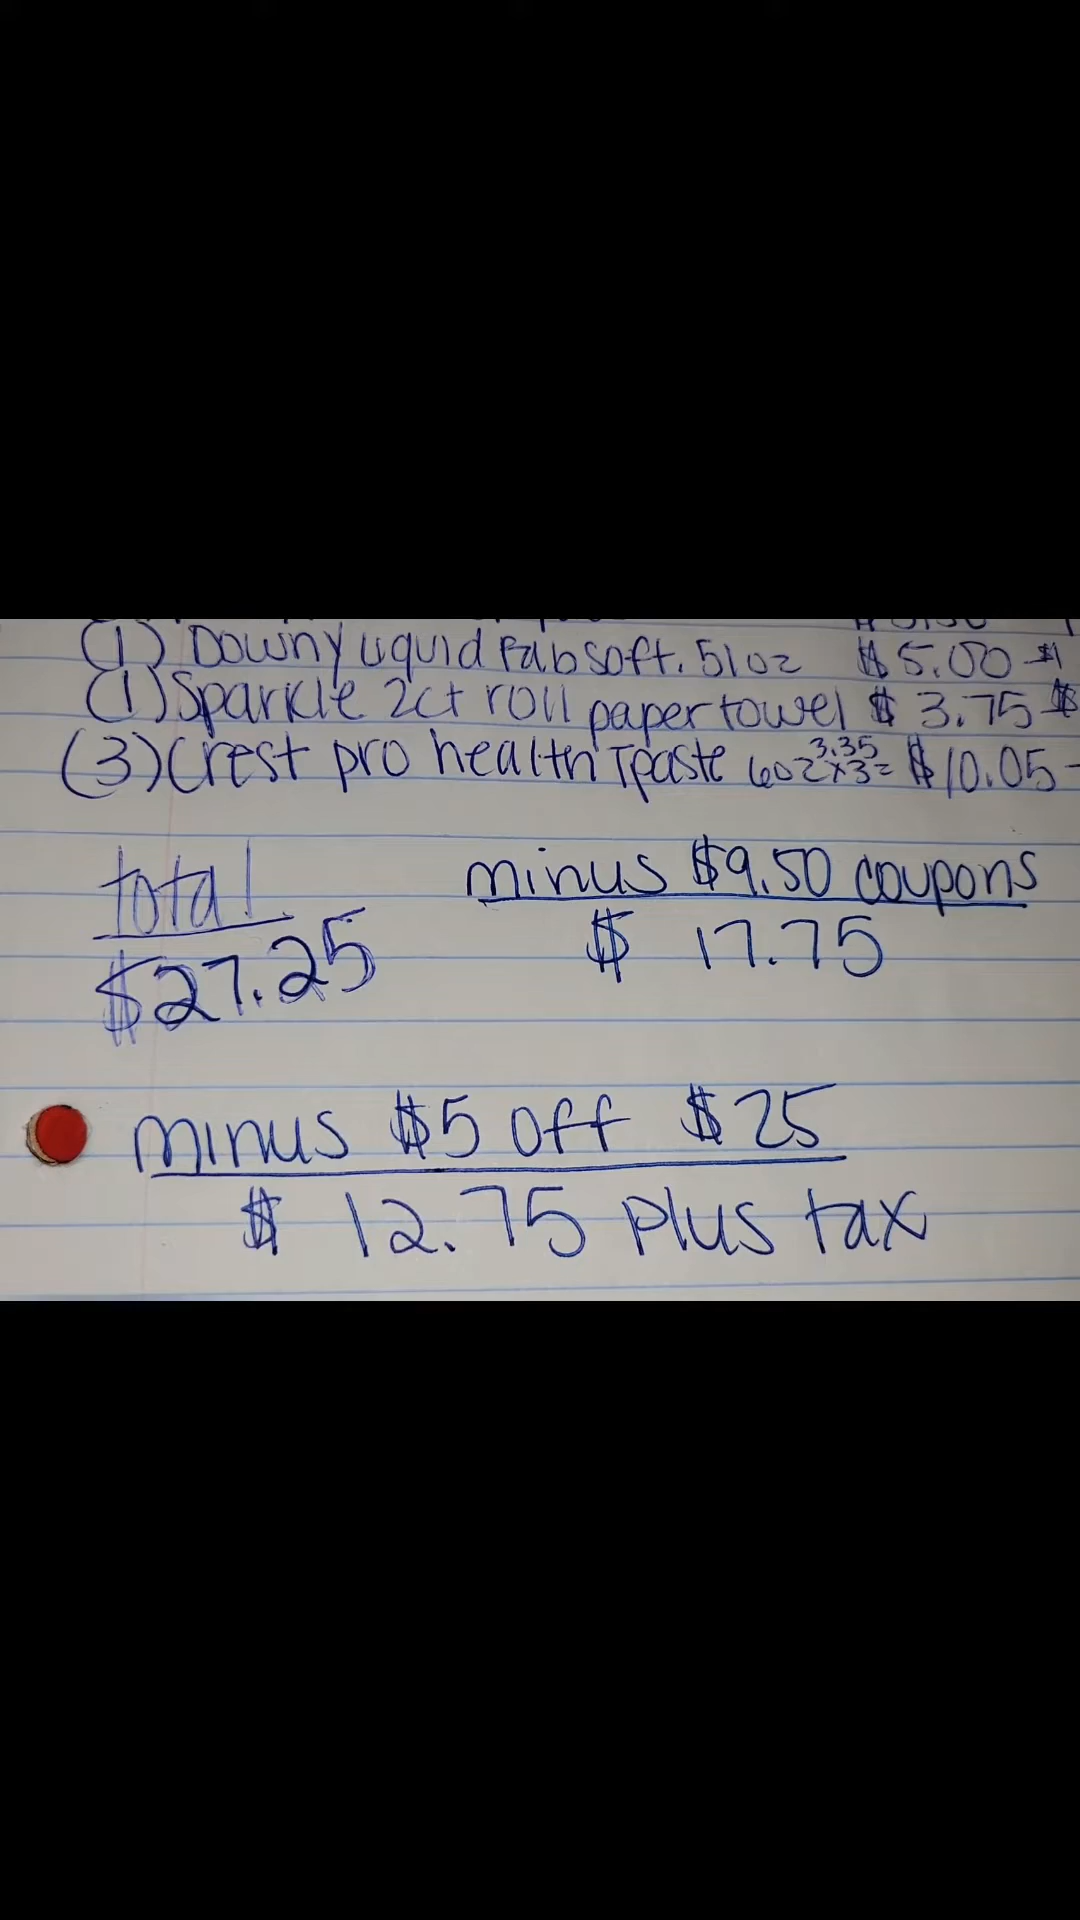 (1) Downy Liquid Fab soft. 51oz $5.00 -$1
(1) Sparkle 2ct roll paper towel $ 3.75 -$
(3) Crest pro health Tpaste 6oz 3.35 x3= $10.05 -
total minus $9.50 coupons
$27.25 $ 17.75
minus $5 off $25
$ 12.75 plus tax